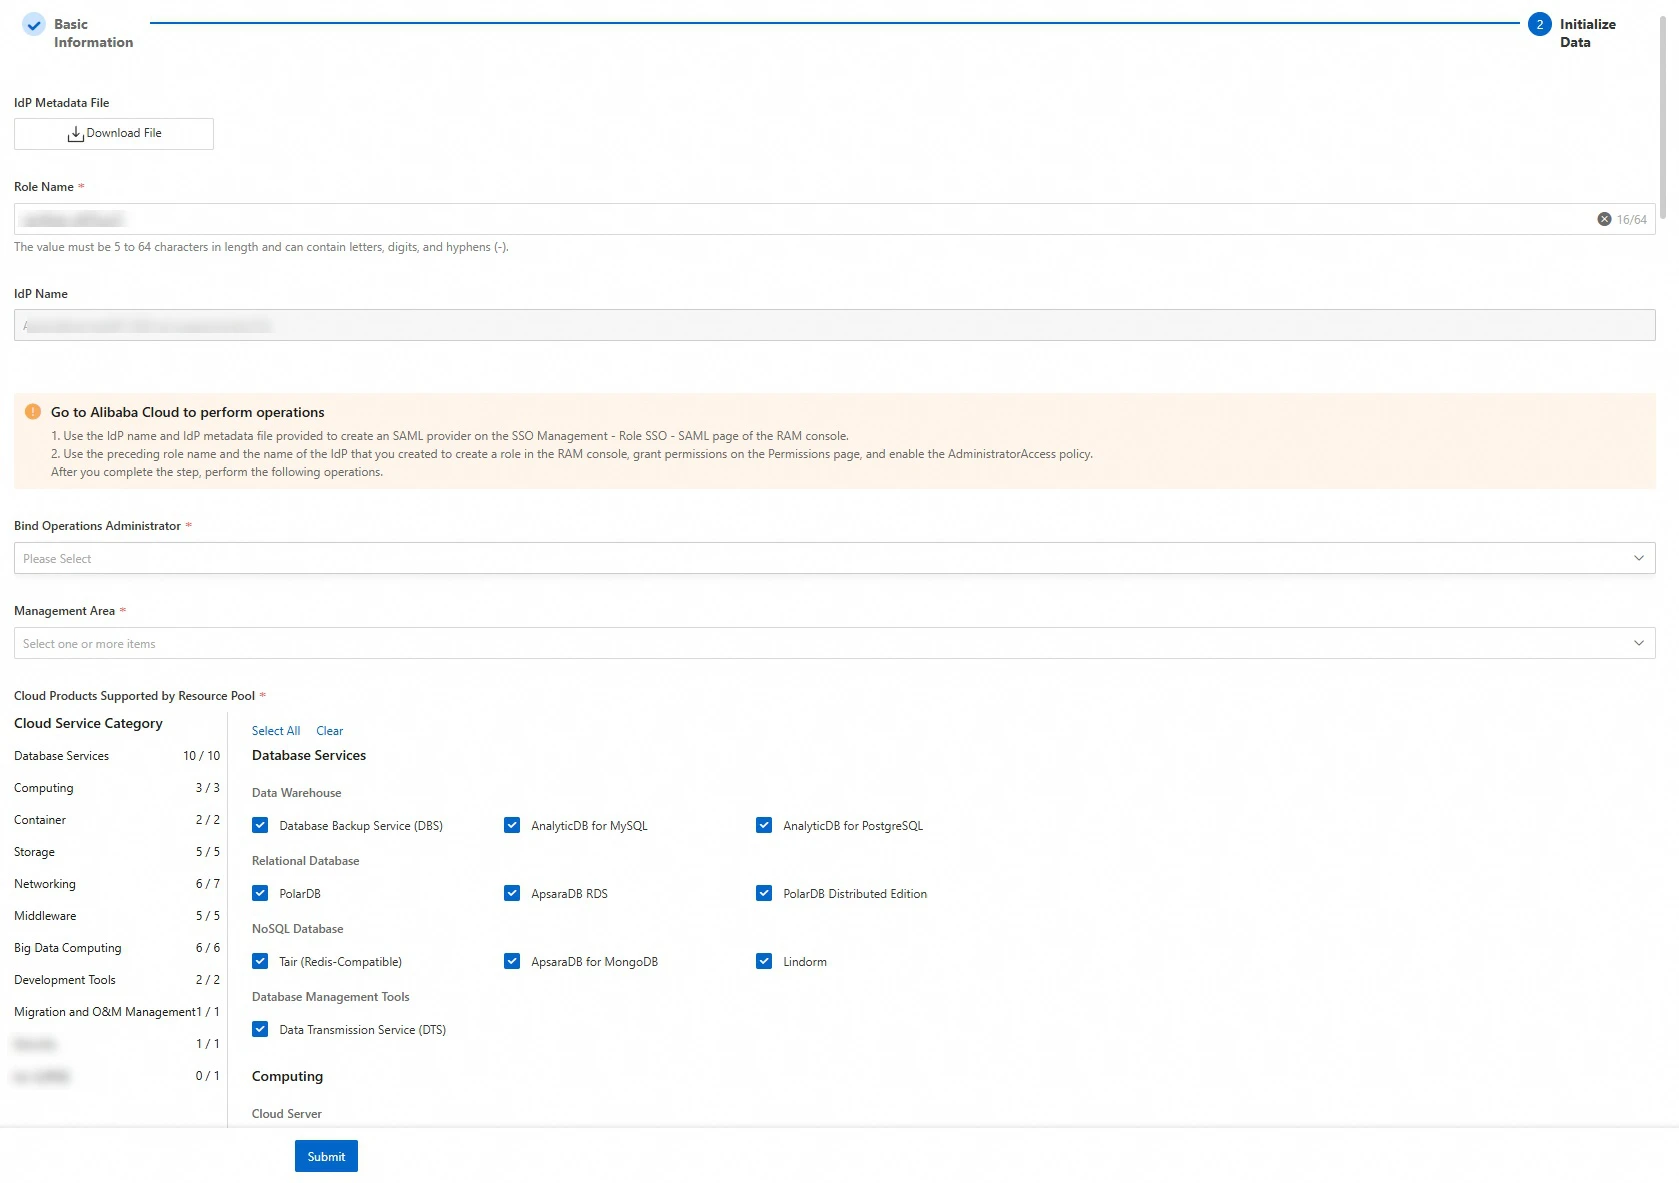 Basic
Information
2
Initialize
Data
IdP Metadata File
Download File
Role Name *
16/64
The value must be 5 to 64 characters in length and can contain letters, digits, and hyphens (-).
IdP Name
Go to Alibaba Cloud to perform operations
1. Use the IdP name and IdP metadata file provided to create an SAML provider on the SSO Management - Role SSO - SAML page of the RAM console.
2. Use the preceding role name and the name of the IdP that you created to create a role in the RAM console, grant permissions on the Permissions page, and enable the AdministratorAccess policy.
After you complete the step, perform the following operations.
Bind Operations Administrator *
Please Select
Management Area *
Select one or more items
Cloud Products Supported by Resource Pool *
Cloud Service Category
Database Services 10 / 10
Computing 3 / 3
Container 2 / 2
Storage 5 / 5
Networking 6 / 7
Middleware 5 / 5
Big Data Computing 6 / 6
Development Tools 2 / 2
Migration and O&M Management 1 / 1
1 / 1
0 / 1
Select All Clear
Database Services
Data Warehouse
Database Backup Service (DBS) AnalyticDB for MySQL AnalyticDB for PostgreSQL
Relational Database
PolarDB ApsaraDB RDS PolarDB Distributed Edition
NoSQL Database
Tair (Redis-Compatible) ApsaraDB for MongoDB Lindorm
Database Management Tools
Data Transmission Service (DTS)
Computing
Cloud Server
Submit